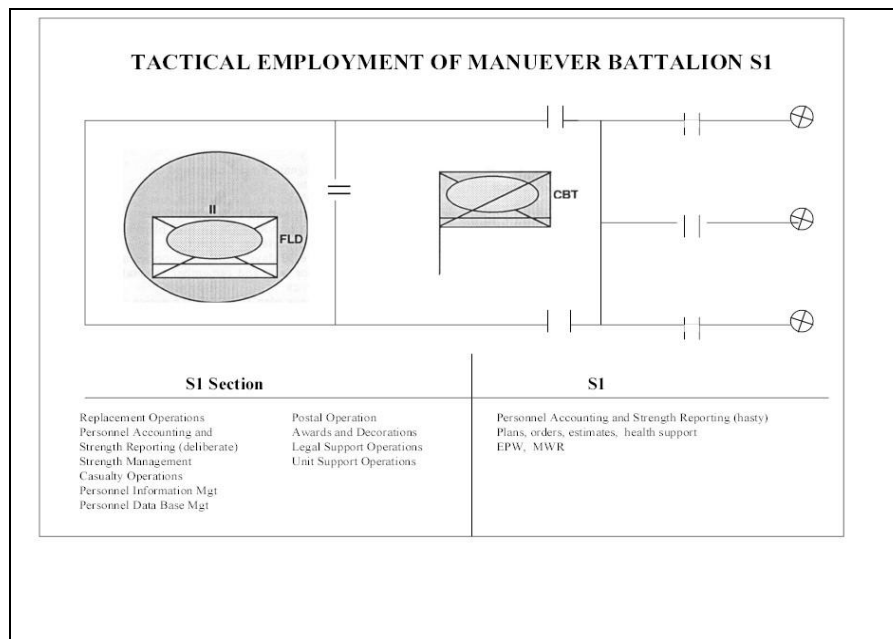 TACTICAL EMPLOYMENT OF MANUEVER BATTALION S1
II
FLD
CBT
S1 Section
Replacement Operations
Personnel Accounting and
Strength Reporting (deliberate)
Strength Management
Casualty Operations
Personnel Information Mgt
Personnel Data Base Mgt
Postal Operation
Awards and Decorations
Legal Support Operations
Unit Support Operations
S1
Personnel Accounting and Strength Reporting (hasty)
Plans, orders, estimates, health support
EPW, MWR